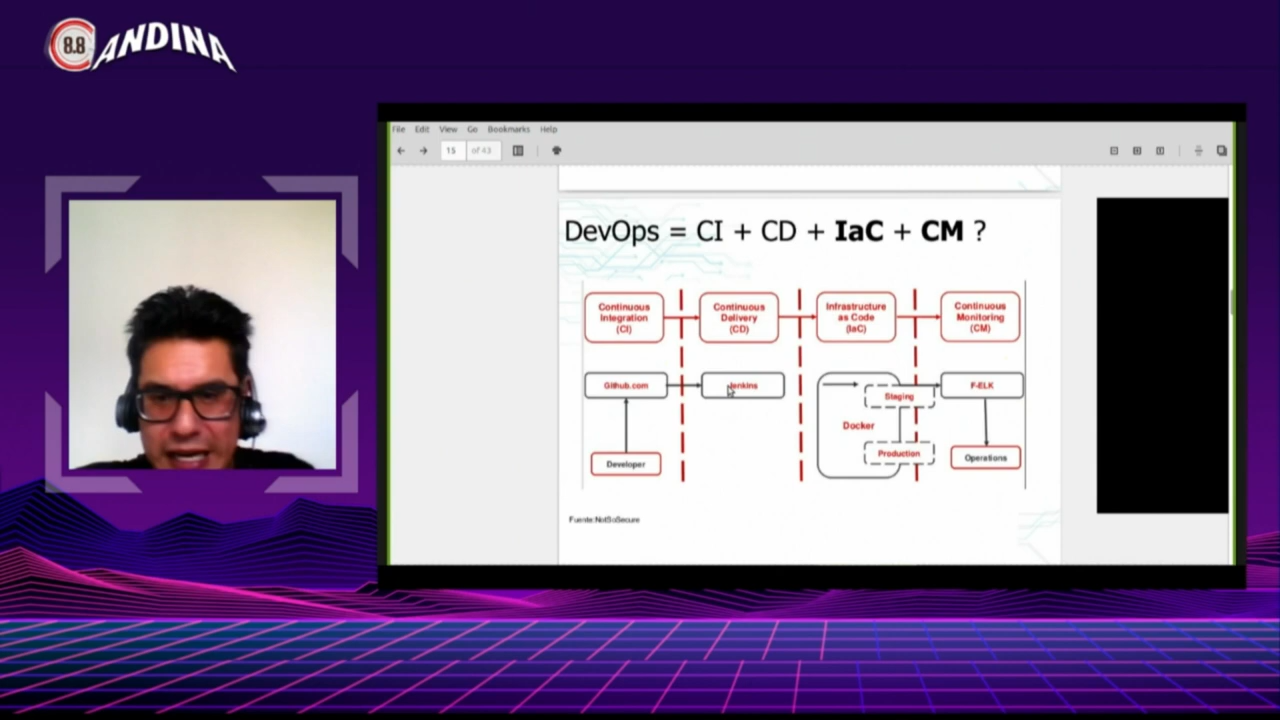 8.8 ANDINA
File Edit View Go Bookmarks Help
15 of 43
DevOps = CI + CD + IaC + CM ?
Continuous
Integration
(CI)
Continuous
Delivery
(CD)
Infrastructure
as Code
(IaC)
Continuous
Monitoring
(CM)
Github.com
Jenkins
Staging
F-ELK
Docker
Production
Developer
Operations
Fuente:NotSoSecure